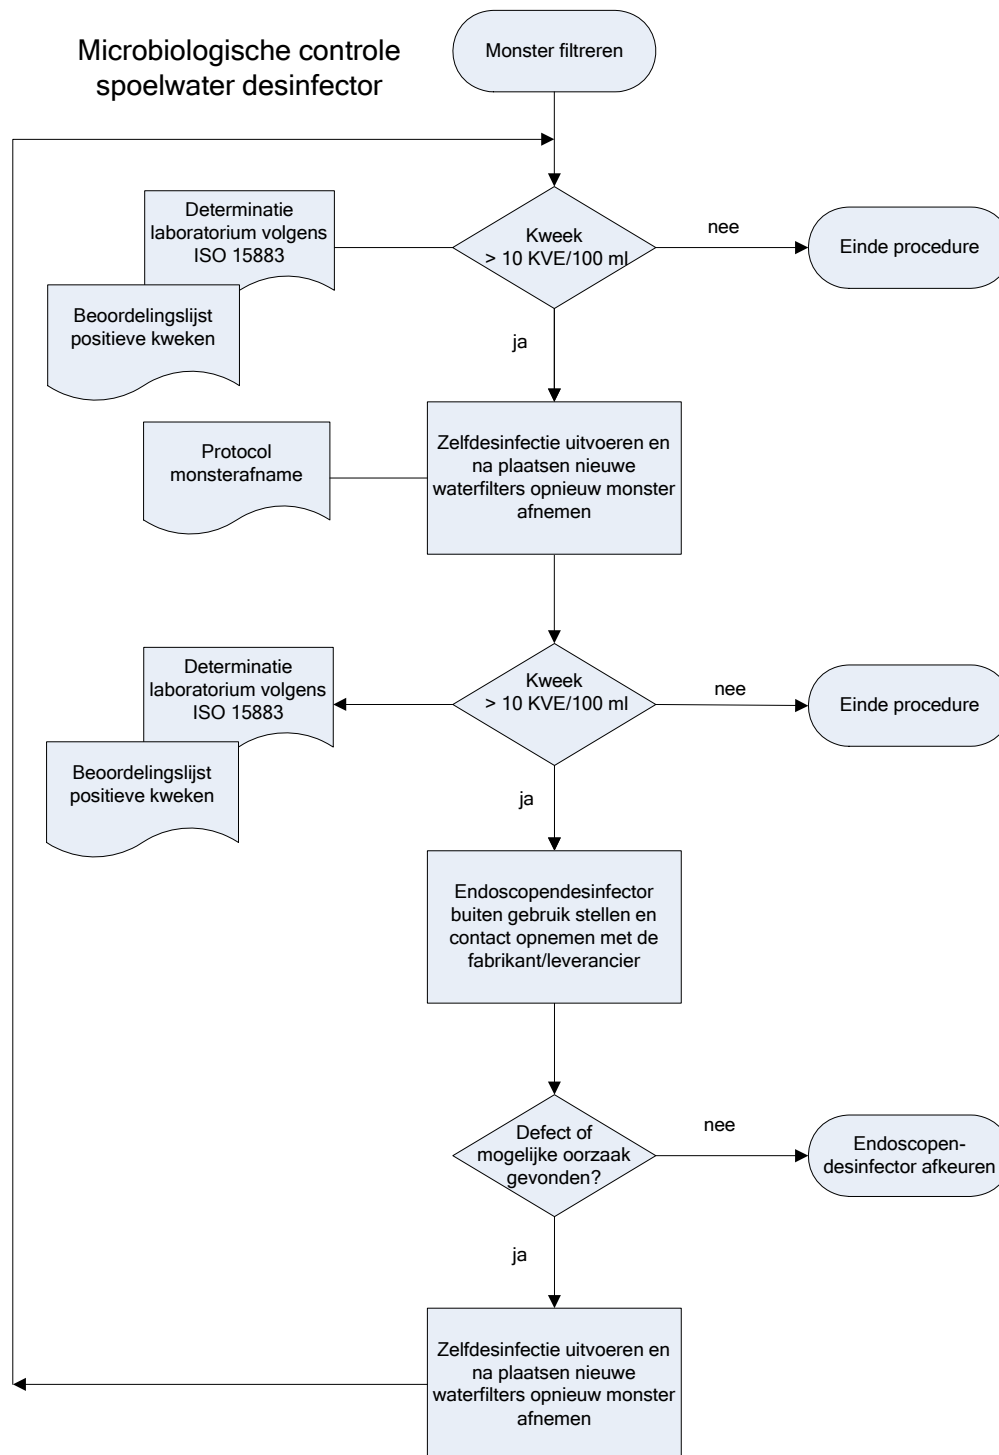 Microbiologische controle
spoelwater desinfector
Monster filtreren
Determinatie
laboratorium volgens
ISO 15883
Kweek
> 10 KVE/100 ml
nee
Einde procedure
Beoordelingslijst
positieve kweken
ja
Protocol
monsterafname
Zelfdesinfectie uitvoeren en
na plaatsen nieuwe
waterfilters opnieuw monster
afnemen
Determinatie
laboratorium volgens
ISO 15883
Kweek
> 10 KVE/100 ml
nee
Einde procedure
Beoordelingslijst
positieve kweken
ja
Endoscopendesinfector
buiten gebruik stellen en
contact opnemen met de
fabrikant/leverancier
Defect of
mogelijke oorzaak
gevonden?
nee
Endoscopen-
desinfector afkeuren
ja
Zelfdesinfectie uitvoeren en
na plaatsen nieuwe
waterfilters opnieuw monster
afnemen